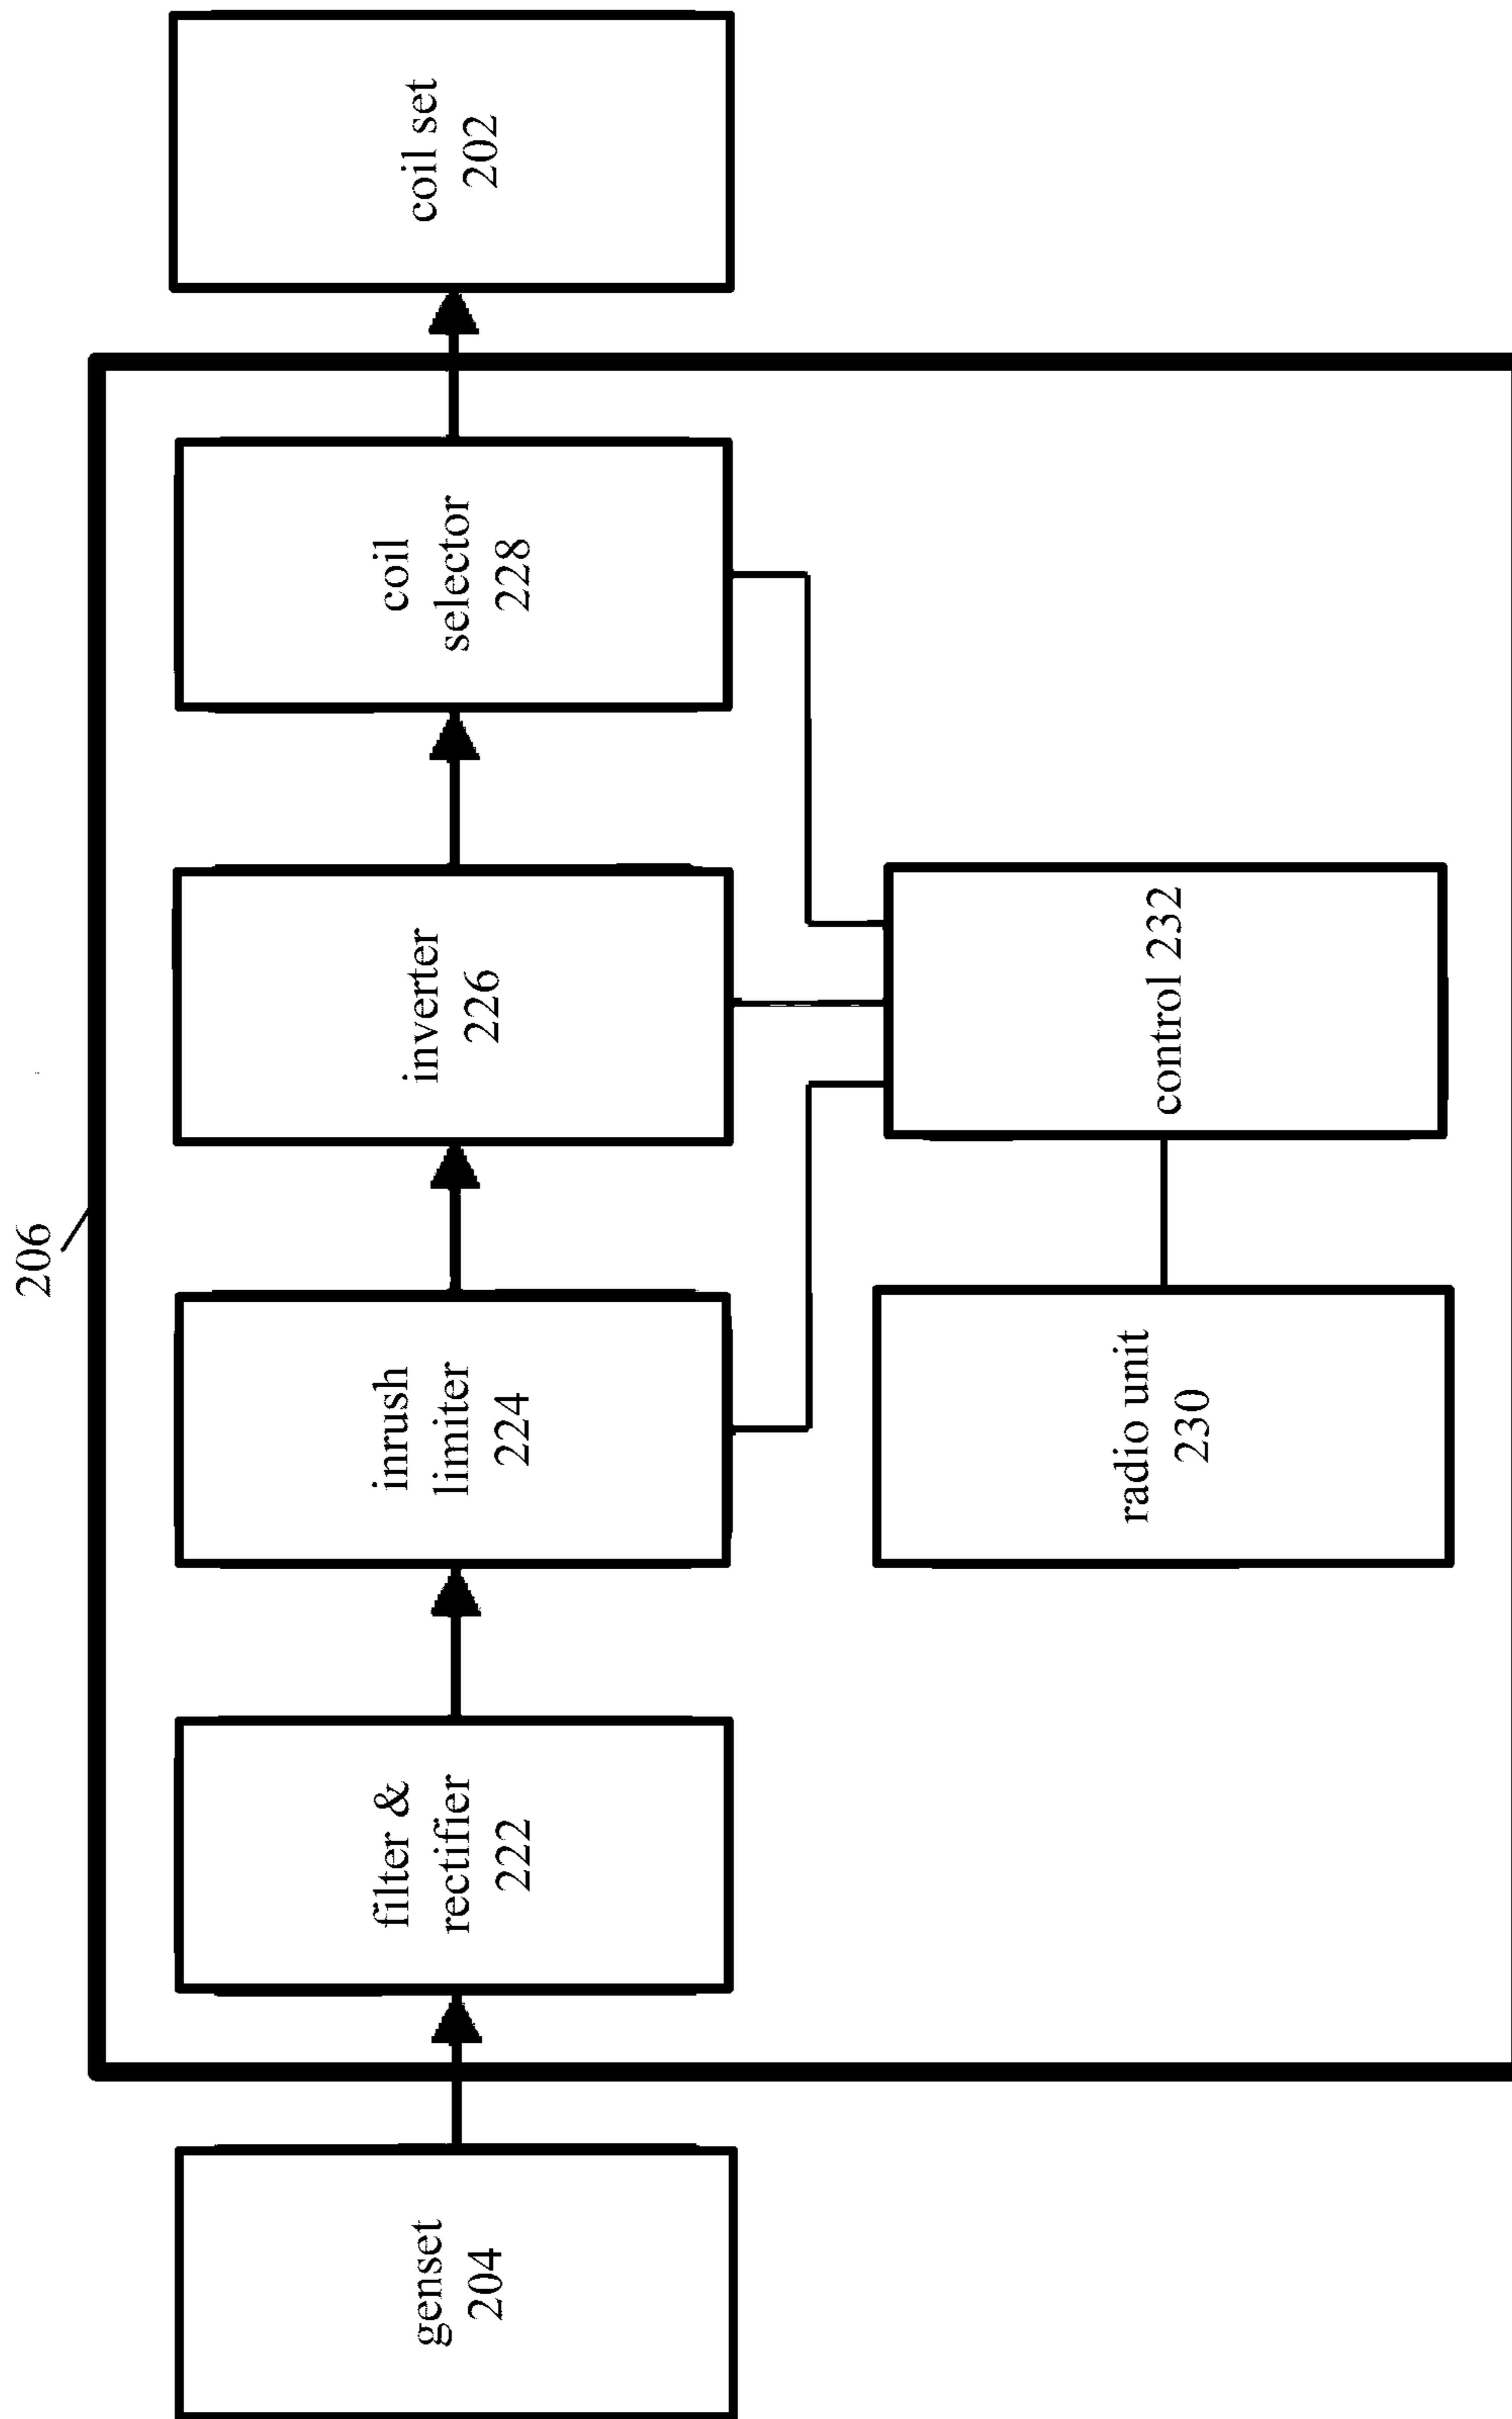 206
genset
204
filter &
rectifier
222
inrush
limiter
224
inverter
226
coil
selector
228
coil set
202
radio unit
230
control 232